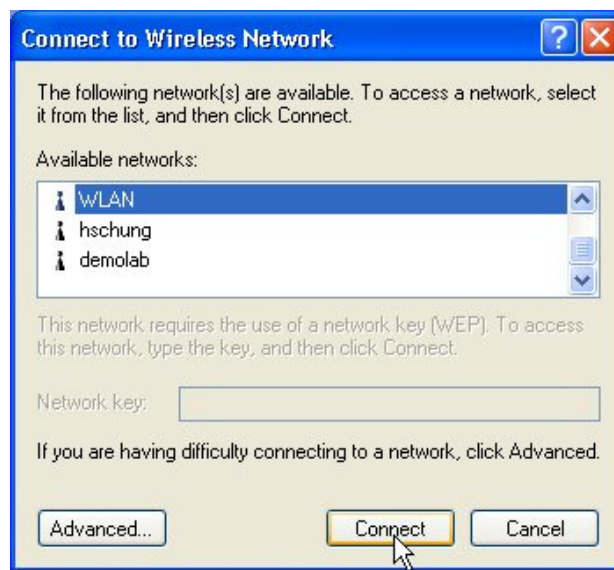 Connect to Wireless Network
The following network(s) are available. To access a network, select
it from the list, and then click Connect.
Available networks:
WLAN
hschung
demolab
This network requires the use of a network key (WEP). To access
this network, type the key, and then click Connect.
Network key:
If you are having difficulty connecting to a network, click Advanced.
Advanced... Connect Cancel